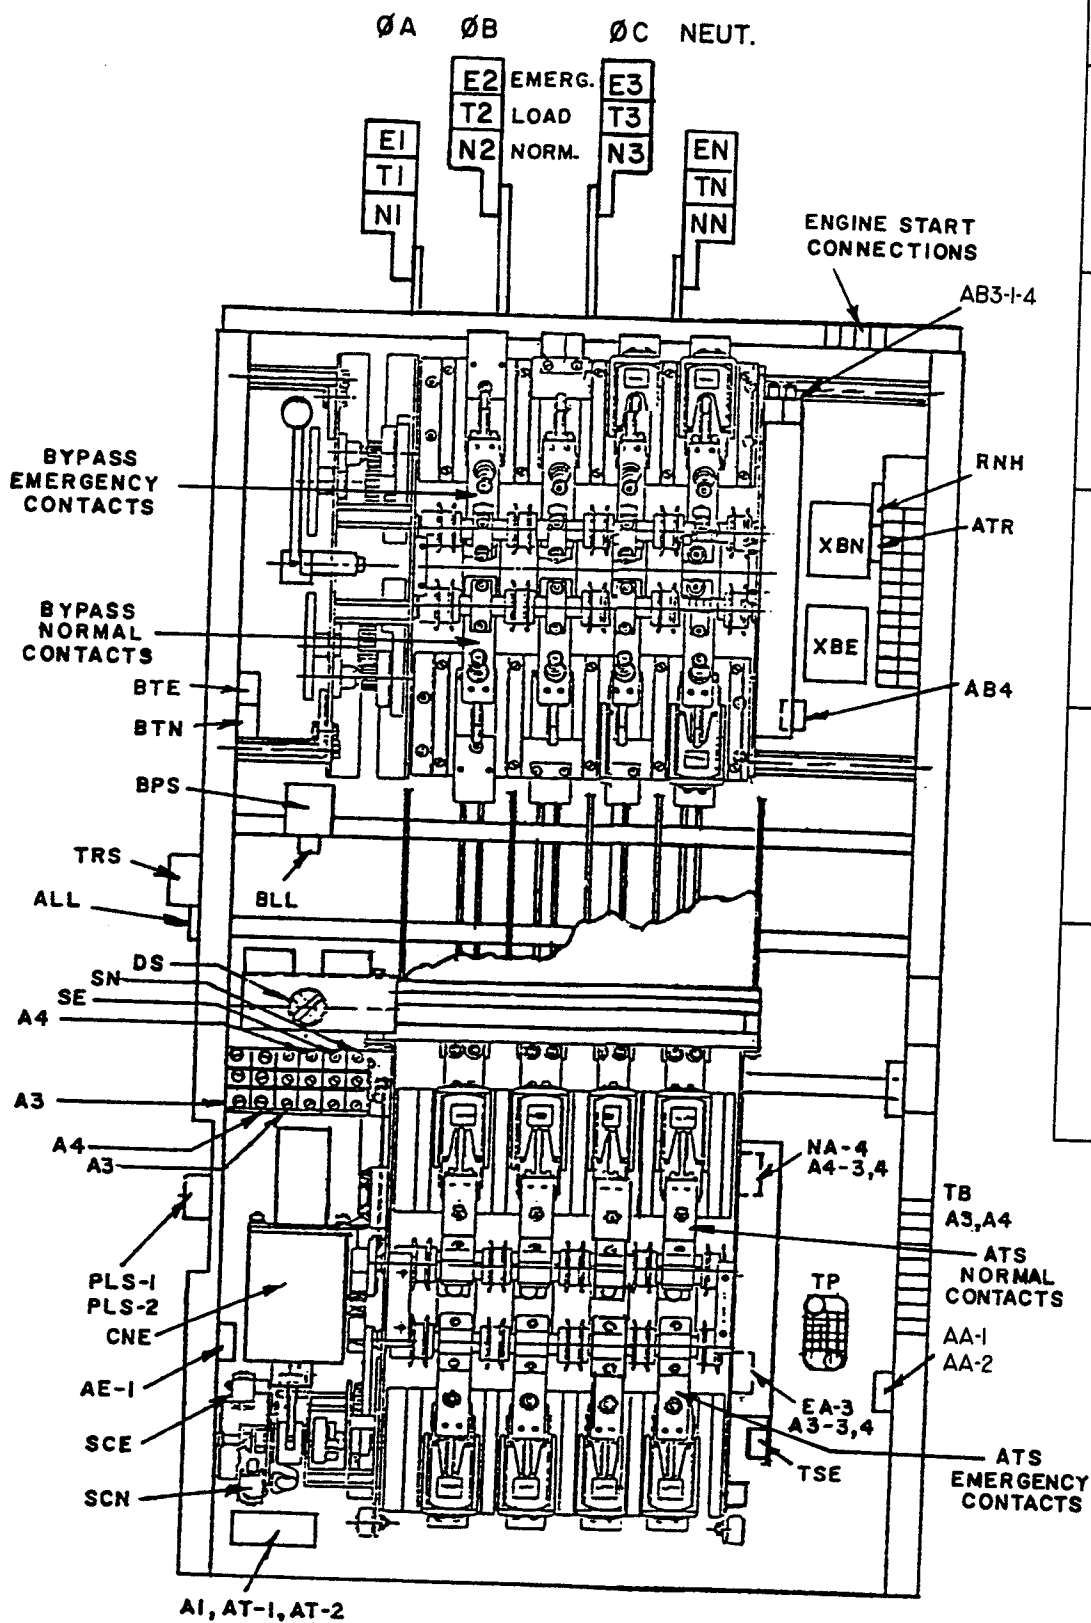 ØA ØB ØC NEUT.
E2 EMERG. E3
T2 LOAD T3
N2 NORM. N3
E1
T1
N1
EN
TN
NN
ENGINE START
CONNECTIONS
AB3-1-4
BYPASS
EMERGENCY
CONTACTS
RNH
ATR
XBN
BYPASS
NORMAL
CONTACTS
XBE
BTE
BTN
AB4
BPS
TRS
ALL
BLL
DS
SN
SE
A4
A3
A4
A3
NA-4
A4-3,4
TB
A3,A4
ATS
NORMAL
CONTACTS
PLS-1
PLS-2
CNE
TP
AA-1
AA-2
AE-1
EA-3
A3-3,4
SCE
TSE
ATS
EMERGENCY
CONTACTS
SCN
A1, AT-1, AT-2